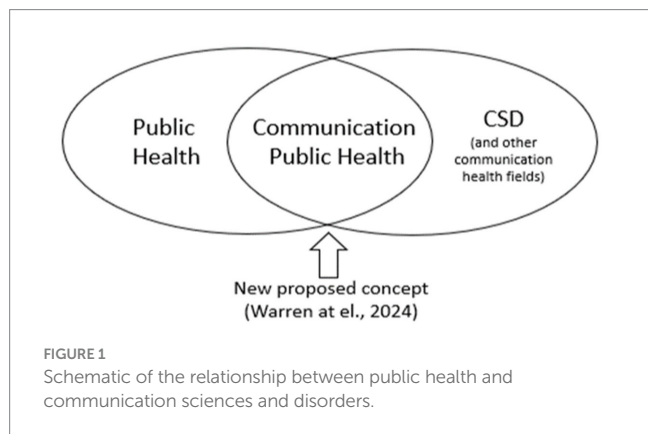 Public
Health
Communication
Public Health
CSD
(and other
communication
health fields)
New proposed concept
(Warren at el., 2024)
FIGURE 1
Schematic of the relationship between public health and
communication sciences and disorders.